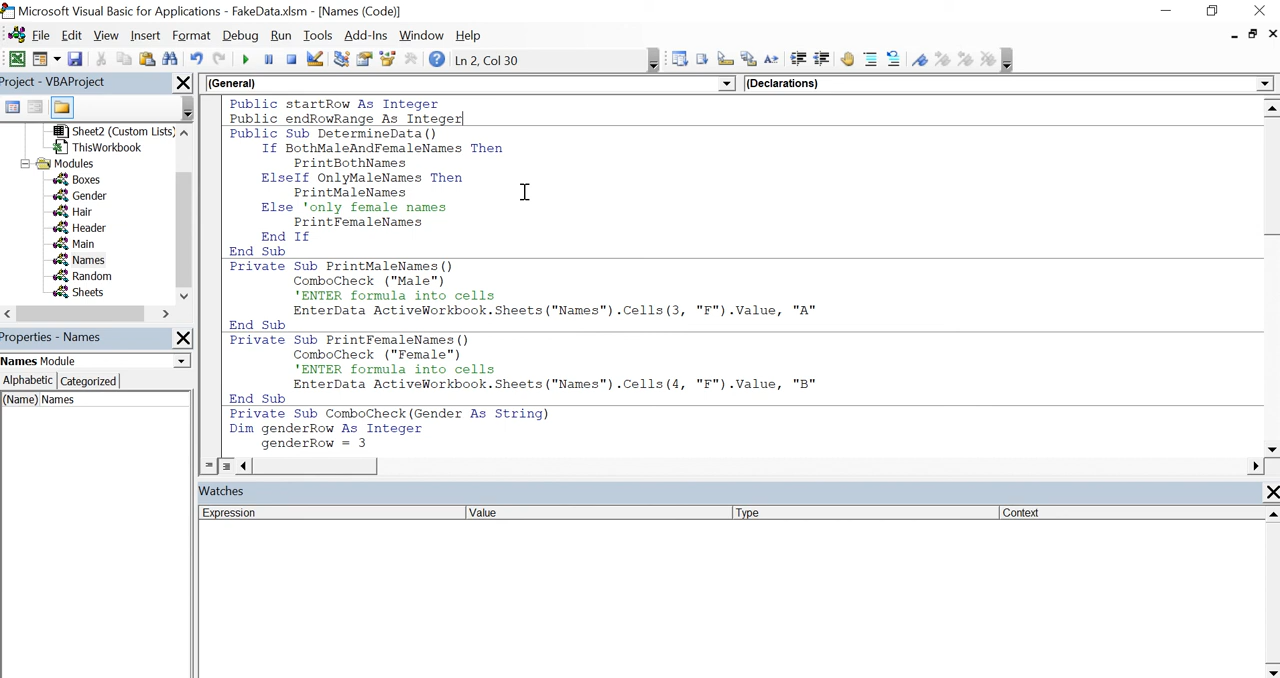 Microsoft Visual Basic for Applications - FakeData.xlsm - [Names (Code)]
File Edit View Insert Format Debug Run Tools Add-Ins Window Help
Ln 2, Col 30
Project - VBAProject
(General) (Declarations)
Sheet2 (Custom Lists)
ThisWorkbook
Modules
Boxes
Gender
Hair
Header
Main
Names
Random
Sheets
Properties - Names
Names Module
Alphabetic Categorized
(Name) Names
Public startRow As Integer
Public endRowRange As Integer
Public Sub DetermineData()
If BothMaleAndFemaleNames Then
PrintBothNames
ElseIf OnlyMaleNames Then
PrintMaleNames
Else 'only female names
PrintFemaleNames
End If
End Sub
Private Sub PrintMaleNames()
ComboCheck ("Male")
'ENTER formula into cells
EnterData ActiveWorkbook.Sheets("Names").Cells(3, "F").Value, "A"
End Sub
Private Sub PrintFemaleNames()
ComboCheck ("Female")
'ENTER formula into cells
EnterData ActiveWorkbook.Sheets("Names").Cells(4, "F").Value, "B"
End Sub
Private Sub ComboCheck(Gender As String)
Dim genderRow As Integer
genderRow = 3
Watches
Expression Value Type Context